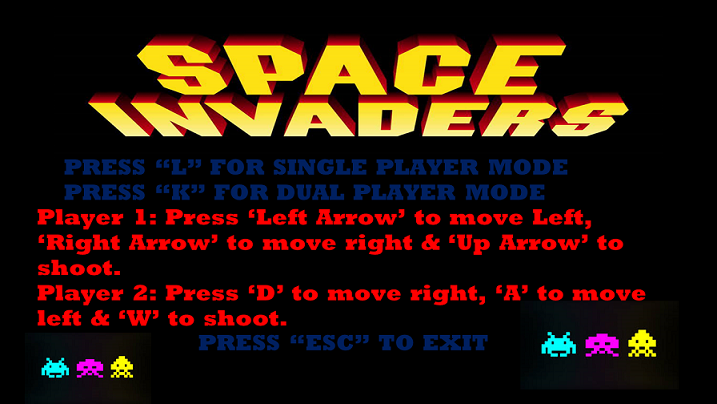 SPACE
INVADERS
PRESS “L” FOR SINGLE PLAYER MODE
PRESS “K” FOR DUAL PLAYER MODE
Player 1: Press ‘Left Arrow’ to move Left,
‘Right Arrow’ to move right & ‘Up Arrow’ to
shoot.
Player 2: Press ‘D’ to move right, ‘A’ to move
left & ‘W’ to shoot.
PRESS “ESC” TO EXIT